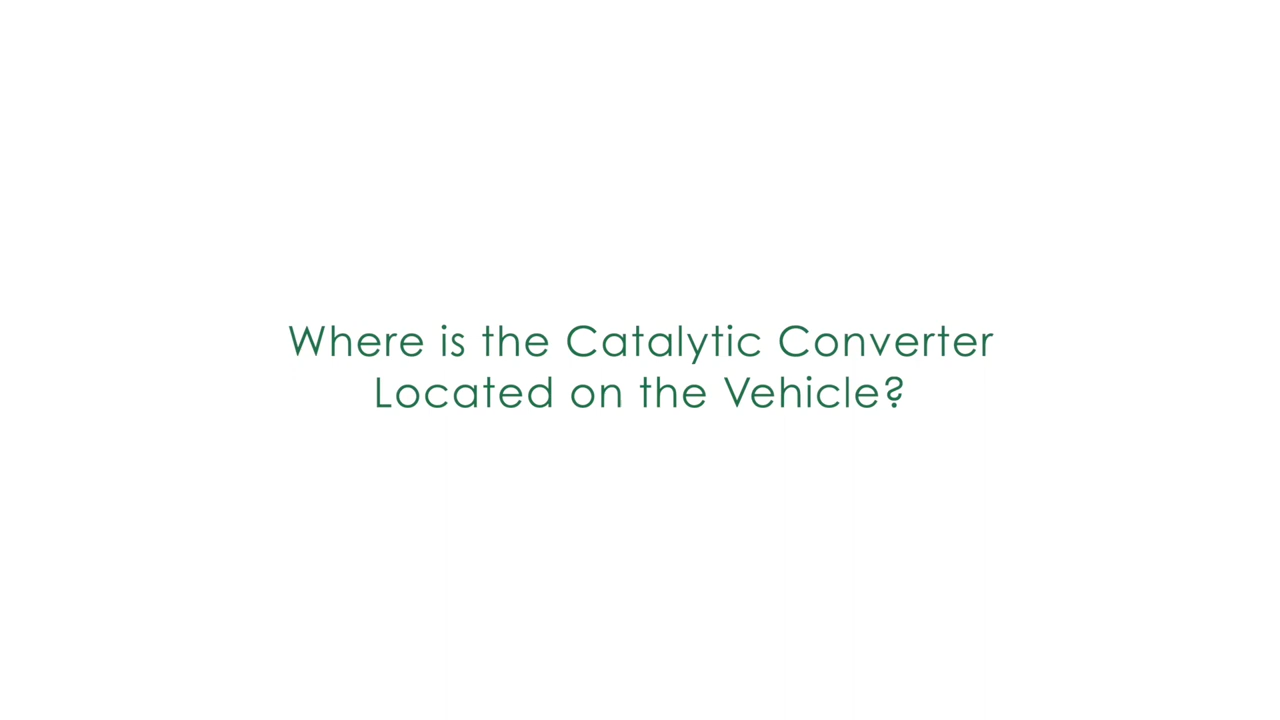 Where is the Catalytic Converter
Located on the Vehicle?